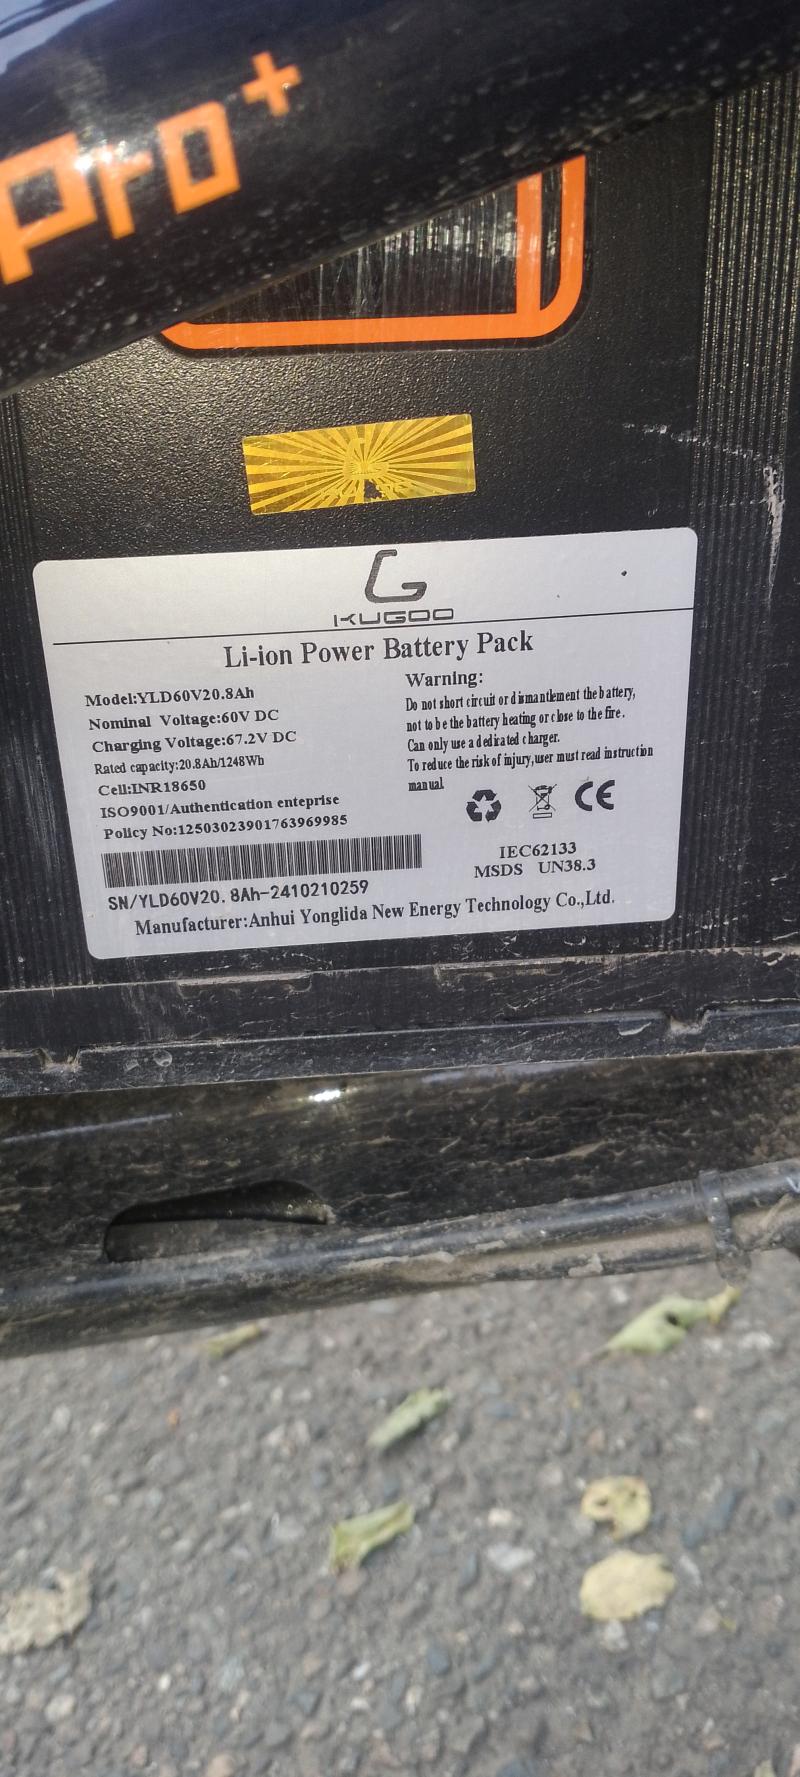 Pro+
KUGOO
Li-ion Power Battery Pack
Model:YLD60V20.8Ah
Nominal Voltage:60V DC
Charging Voltage:67.2V DC
Rated capacity:20.8Ah/1248Wh
Cell:INR18650
ISO9001/Authentication enteprise
Policy No:12503023901763969985
SN/YLD60V20.8Ah-2410210259
Warning:
Do not short circuit or dismantlement the battery,
not to be the battery heating or close to the fire.
Can only use a dedicated charger.
To reduce the risk of injury,user must read instruction
manual
CE
IEC62133
MSDS UN38.3
Manufacturer:Anhui Yonglida New Energy Technology Co.,Ltd.